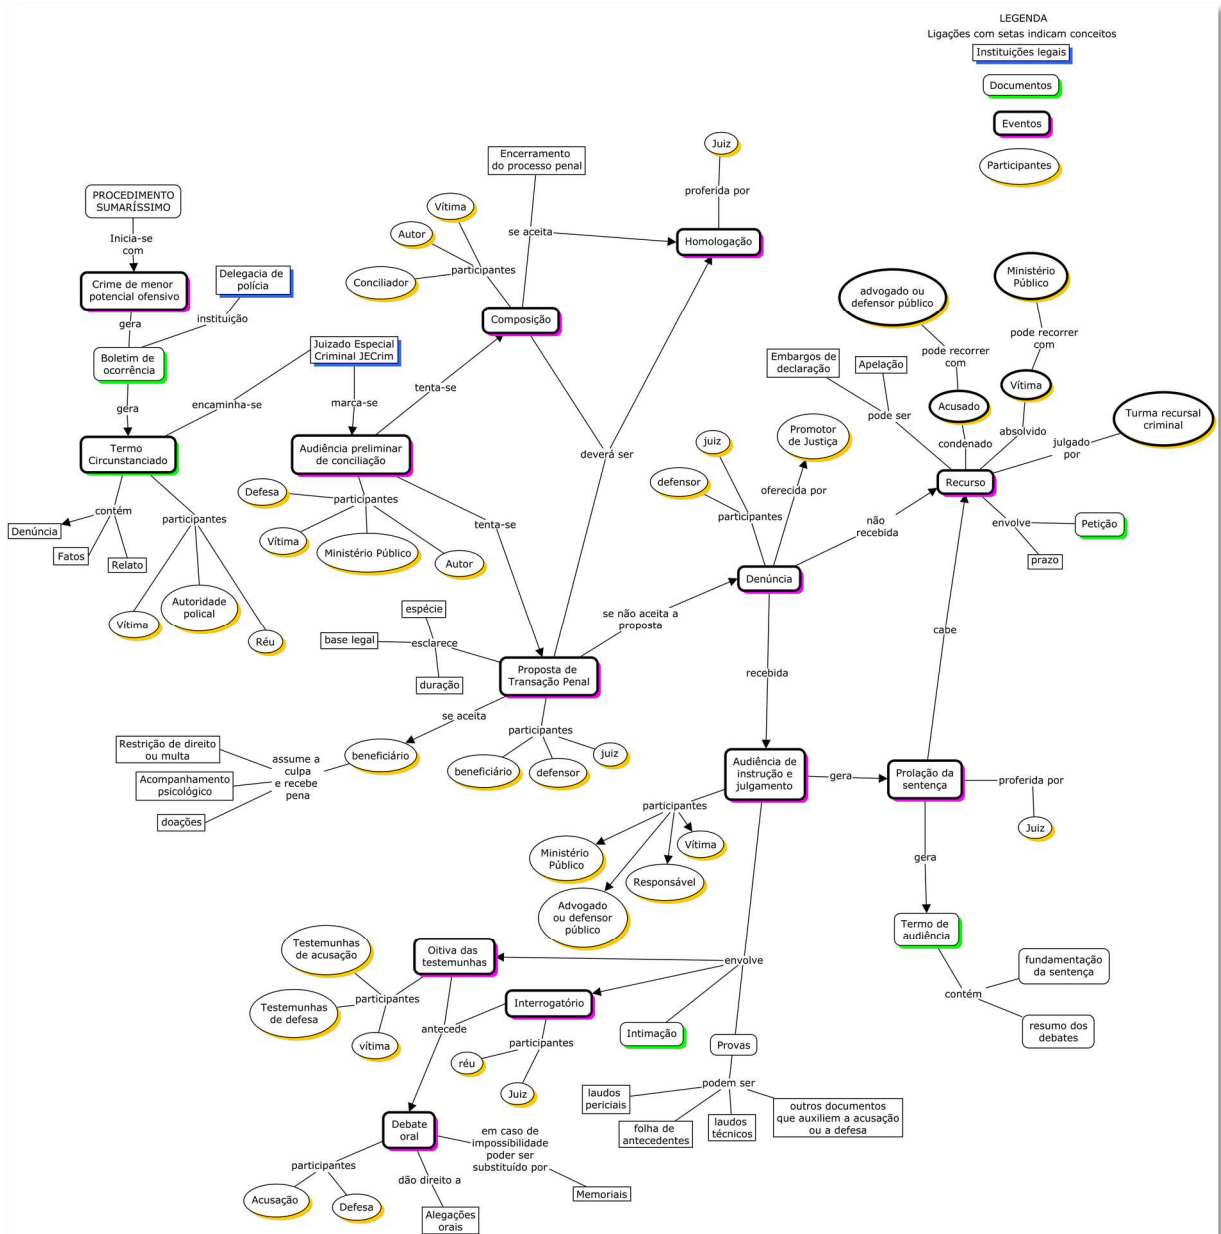 LEGENDA
Ligações com setas indicam conceitos
Instituições legais
Documentos
Eventos
Participantes
PROCEDIMENTO
SUMARÍSSIMO
Inicia-se
com
Crime de menor
potencial ofensivo
gera
Delegacia de
polícia
instituição
Boletim de
ocorrência
gera
encaminha-se
Termo
Circunstanciado
contém
Denúncia
Fatos
Relato
participantes
Vítima
Autoridade
polical
Réu
Juizado Especial
Criminal JECrim
marca-se
Audiência preliminar
de conciliação
participantes
Defesa
Vítima
Ministério Público
Autor
tenta-se
tenta-se
Encerramento
do processo penal
Vítima
Autor
Conciliador
participantes
Composição
se aceita
Juiz
proferida por
Homologação
deverá ser
Proposta de
Transação Penal
espécie
base legal
esclarece
duração
se aceita
beneficiário
assume a
culpa
e recebe
pena
Restrição de direito
ou multa
Acompanhamento
psicológico
doações
participantes
beneficiário
defensor
juiz
se não aceita a
proposta
Denúncia
juiz
defensor
participantes
Promotor
de Justiça
oferecida por
não
recebida
recebida
advogado ou
defensor público
Ministério
Público
pode recorrer
com
pode recorrer
com
Embargos de
declaração
Apelação
pode ser
Acusado
condenado
Vítima
absolvido
Turma recursal
criminal
julgado
por
Recurso
envolve
Petição
prazo
cabe
Audiência de
instrução e
julgamento
gera
Prolação da
sentença
proferida por
Juiz
gera
Termo de
audiência
contém
fundamentação
da sentença
resumo dos
debates
participantes
Ministério
Público
Vítima
Responsável
Advogado
ou defensor
público
envolve
Oitiva das
testemunhas
Testemunhas
de acusação
participantes
Testemunhas
de defesa
vítima
Interrogatório
antecede
participantes
réu
Juiz
Intimação
Provas
podem ser
laudos
periciais
folha de
antecedentes
laudos
técnicos
outros documentos
que auxiliem a acusação
ou a defesa
Debate
oral
participantes
Acusação
Defesa
dão direito a
Alegações
orais
em caso de
impossibilidade
poder ser
substituído por
Memoriais